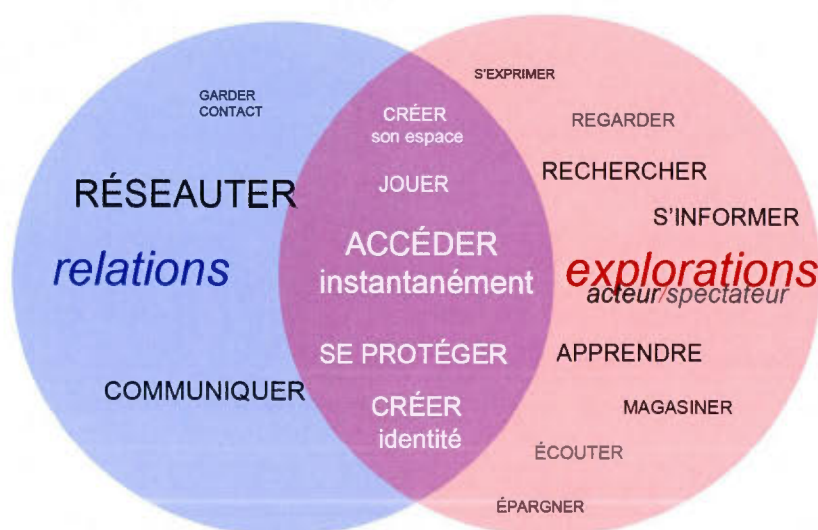 GARDER
CONTACT
RÉSEAUTER
relations
COMMUNIQUER
CRÉER
son espace
JOUER
ACCÉDER
instantanément
SE PROTÉGER
CRÉER
identité
S'EXPRIMER
REGARDER
RECHERCHER
S'INFORMER
explorations
acteur/spectateur
APPRENDRE
MAGASINER
ÉCOUTER
ÉPARGNER